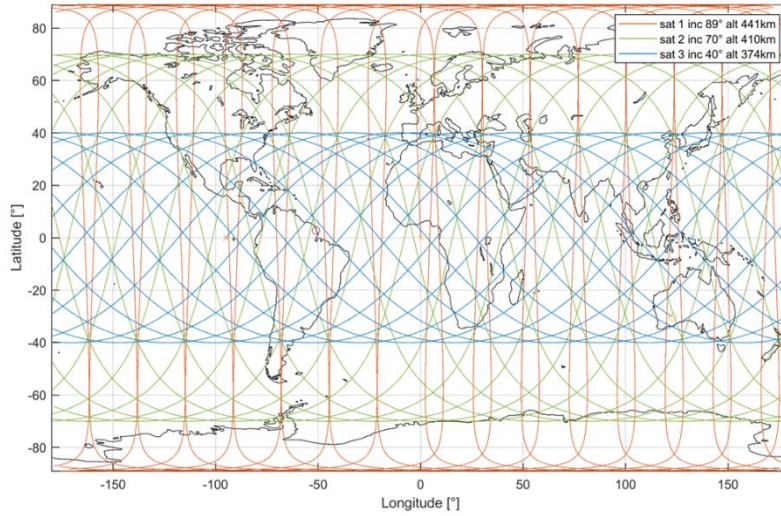 sat 1 inc 89° alt 441km
sat 2 inc 70° alt 410km
sat 3 inc 40° alt 374km
80
60
40
20
0
-20
-40
-60
-80
Latitude [°]
-150 -100 -50 0 50 100 150
Longitude [°]